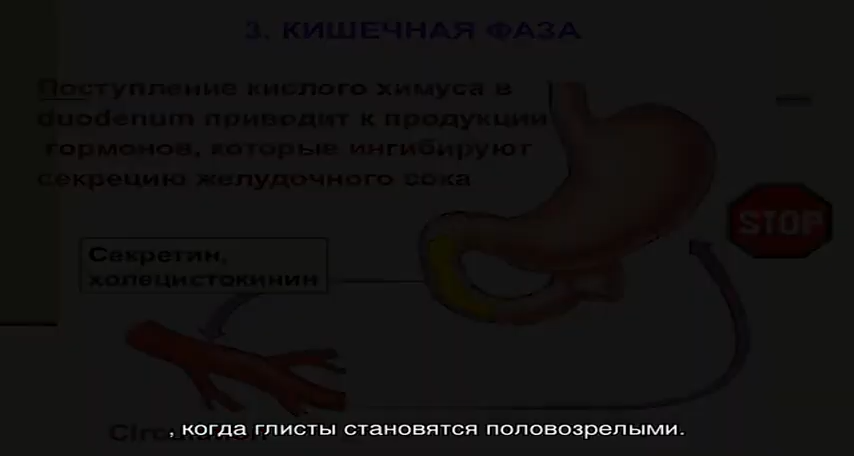 3. КИШЕЧНАЯ ФАЗА
Поступление кислого химуса в
duodenum приводит к продукции
гормонов, которые ингибируют
секрецию желудочного сока
STOP
Секретин,
холецистокинин
Circulation
, когда глисты становятся половозрелыми.